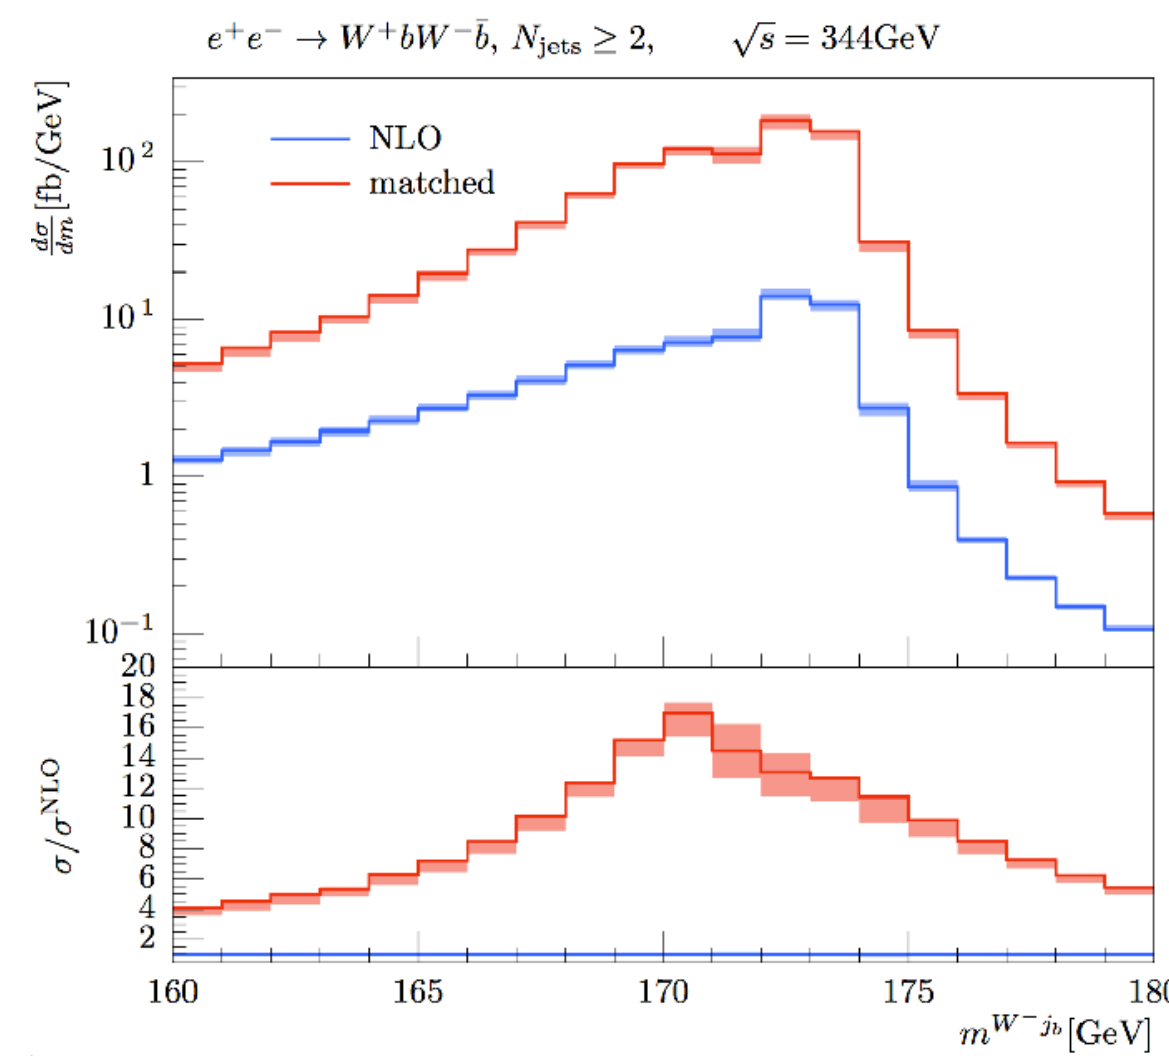 e⁺e⁻ → W⁺bW⁻b̄, N_jets ≥ 2, √s = 344GeV
dσ/dm [fb/GeV]
NLO
matched
10²
10¹
1
10⁻¹
20
18
16
14
12
10
8
6
4
2
σ/σ^NLO
160 165 170 175 180
m^{W⁻j_b}[GeV]